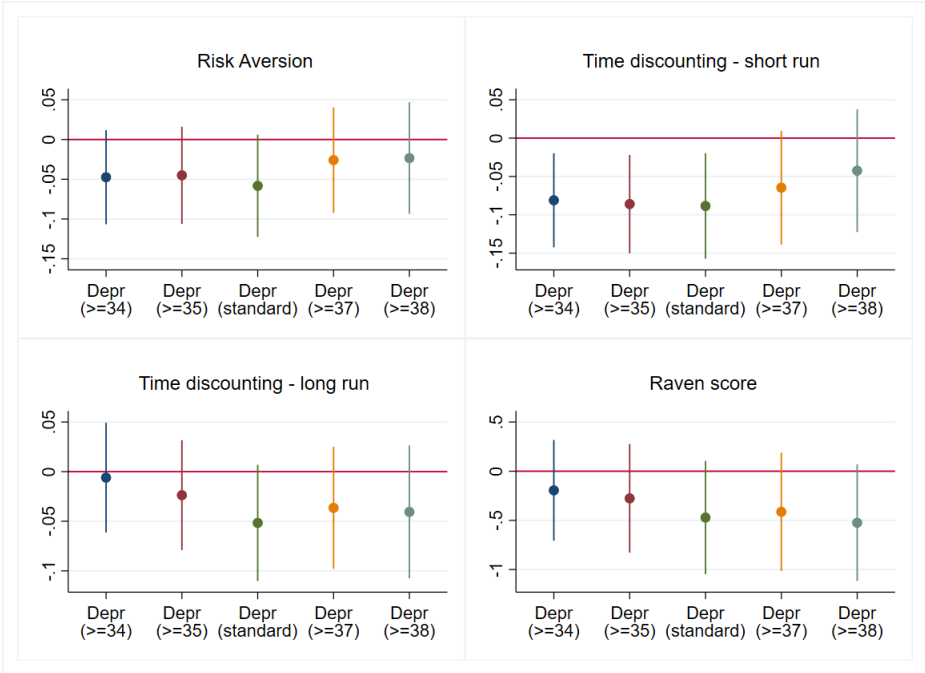 Risk Aversion
.05
0
-.05
-.1
-.15
Depr Depr Depr Depr Depr
(>=34) (>=35) (standard) (>=37) (>=38)
Time discounting - short run
.05
0
-.05
-.1
-.15
Depr Depr Depr Depr Depr
(>=34) (>=35) (standard) (>=37) (>=38)
Time discounting - long run
.05
0
-.05
-.1
Depr Depr Depr Depr Depr
(>=34) (>=35) (standard) (>=37) (>=38)
Raven score
.5
0
-.5
-1
Depr Depr Depr Depr Depr
(>=34) (>=35) (standard) (>=37) (>=38)